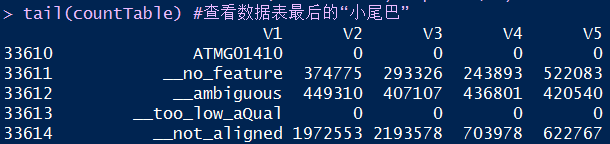 > tail(countTable) #查看数据表最后的“小尾巴”
V1 V2 V3 V4 V5
33610 ATMG01410 0 0 0 0
33611 __no_feature 374775 293326 243893 522083
33612 __ambiguous 449310 407107 436801 420540
33613 __too_low_aQual 0 0 0 0
33614 __not_aligned 1972553 2193578 703978 622767